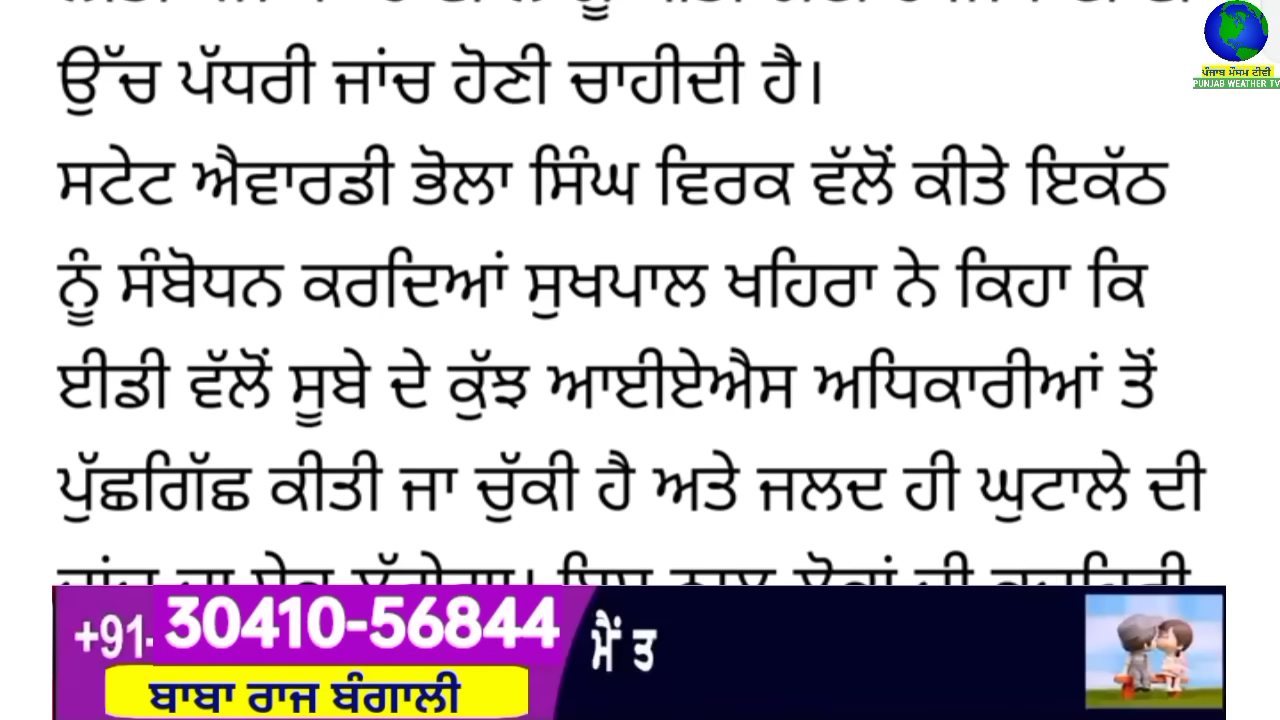 ਉੱਚ ਪੱਧਰੀ ਜਾਂਚ ਹੋਣੀ ਚਾਹੀਦੀ ਹੈ।
ਸਟੇਟ ਐਵਾਰਡੀ ਭੋਲਾ ਸਿੰਘ ਵਿਰਕ ਵੱਲੋਂ ਕੀਤੇ ਇਕੱਠ
ਨੂੰ ਸੰਬੋਧਨ ਕਰਦਿਆਂ ਸੁਖਪਾਲ ਖਹਿਰਾ ਨੇ ਕਿਹਾ ਕਿ
ਈਡੀ ਵੱਲੋਂ ਸੂਬੇ ਦੇ ਕੁੱਝ ਆਈਏਐਸ ਅਧਿਕਾਰੀਆਂ ਤੋਂ
ਪੁੱਛਗਿੱਛ ਕੀਤੀ ਜਾ ਚੁੱਕੀ ਹੈ ਅਤੇ ਜਲਦ ਹੀ ਘੁਟਾਲੇ ਦੀ
ਪੰਜਾਬ ਮੌਸਮ ਟੀਵੀ
PUNJAB WEATHER TV
+91- 30410-56844
ਬਾਬਾ ਰਾਜ ਬੰਗਾਲੀ
ਮੈਂ ਤ